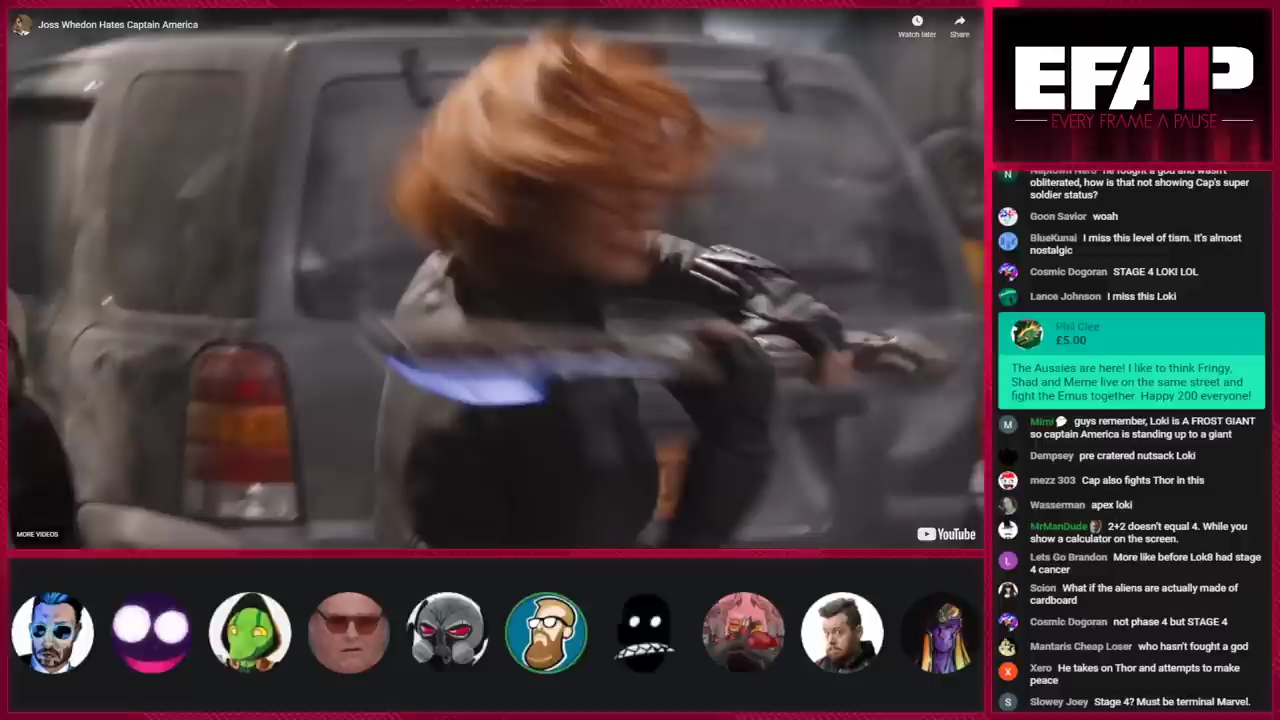 Joss Whedon Hates Captain America
Watch later
Share
MORE VIDEOS
YouTube
EFAP
EVERY FRAME A PAUSE
N
Naptown Nerd he fought a god and wasn't
obliterated, how is that not showing Cap's super
soldier status?
Goon Savior woah
BlueKunai I miss this level of tism. It's almost
nostalgic
Cosmic Dogoran STAGE 4 LOKI LOL
Lance Johnson I miss this Loki
Phil Clee
£5.00
The Aussies are here! I like to think Fringy,
Shad and Meme live on the same street and
fight the Emus together. Happy 200 everyone!
M
Mimi guys remember, Loki is A FROST GIANT
so captain America is standing up to a giant
Dempsey pre cratered nutsack Loki
mezz 303 Cap also fights Thor in this
Wasserman apex loki
MrManDude 2+2 doesn't equal 4. While you
show a calculator on the screen.
L
Lets Go Brandon More like before Lok8 had stage
4 cancer
Scion What if the aliens are actually made of
cardboard
Cosmic Dogoran not phase 4 but STAGE 4
Mantaris Cheap Loser who hasn't fought a god
X
Xero He takes on Thor and attempts to make
peace
S
Slowey Joey Stage 4? Must be terminal Marvel.